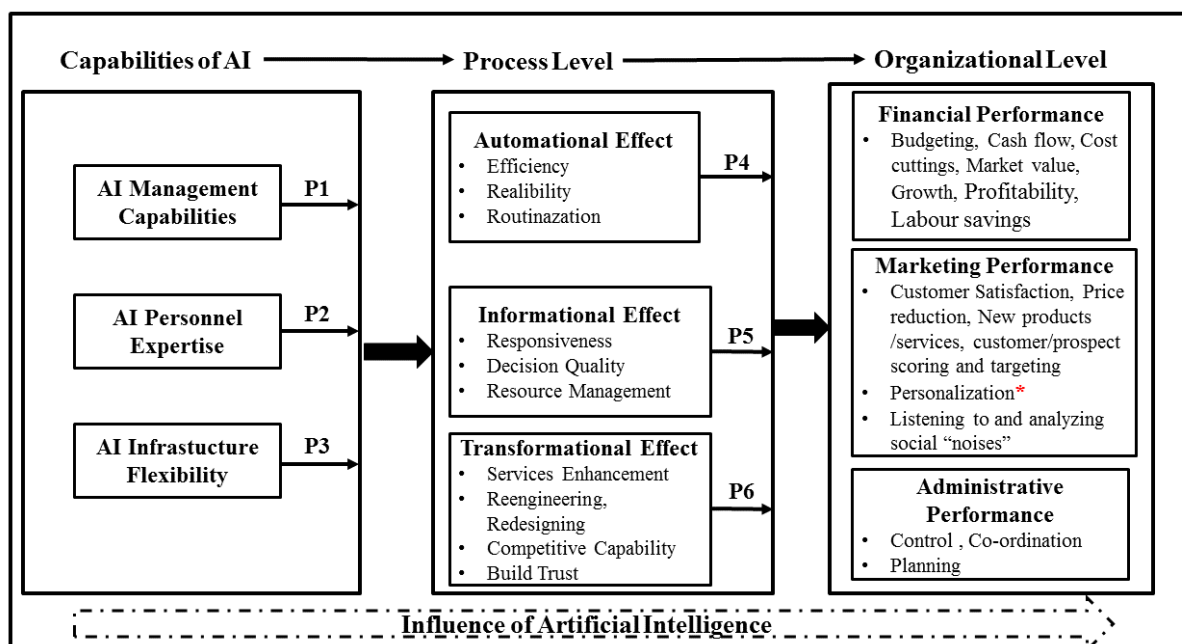 Capabilities of AI
Process Level
Organizational Level
AI Management
Capabilities
P1
AI Personnel
Expertise
P2
AI Infrastucture
Flexibility
P3
Automational Effect
• Efficiency
• Realibility
• Routinazation
P4
Informational Effect
• Responsiveness
• Decision Quality
• Resource Management
P5
Transformational Effect
• Services Enhancement
• Reengineering,
Redesigning
• Competitive Capability
• Build Trust
P6
Financial Performance
• Budgeting, Cash flow, Cost
cuttings, Market value,
Growth, Profitability,
Labour savings
Marketing Performance
• Customer Satisfaction, Price
reduction, New products
/services, customer/prospect
scoring and targeting
• Personalization*
• Listening to and analyzing
social “noises”
Administrative
Performance
• Control , Co-ordination
• Planning
Influence of Artificial Intelligence